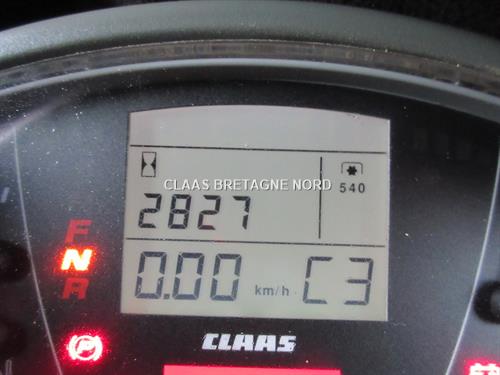 CLAAS BRETAGNE NORD
540
2827
F
N
R
0.00 km/h C3
P
CLAAS